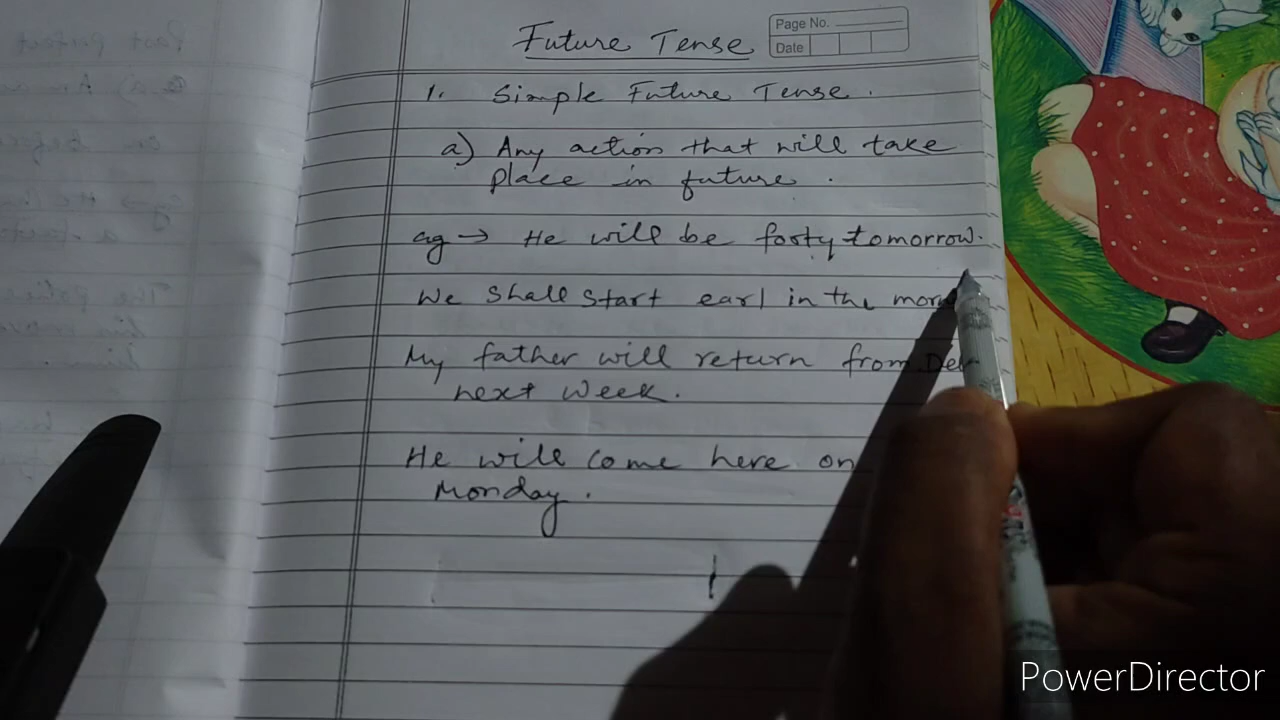 Future Tense
Page No.
Date
1. Simple Future Tense.
a) Any action that will take
place in future.
eg → He will be forty tomorrow.
We shall start earl in the
My father will return from
next week.
He will come here on
Monday.
PowerDirector